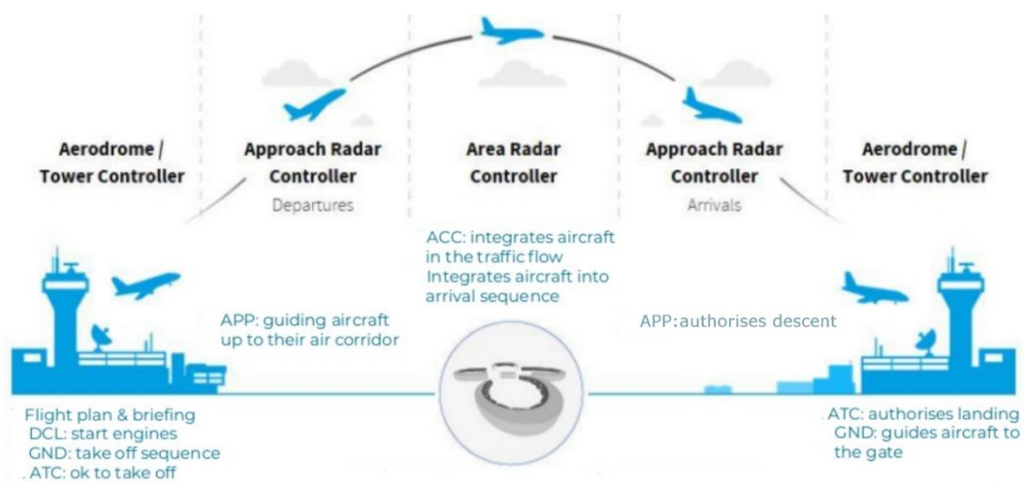 Aerodrome /
Tower Controller
Approach Radar
Controller
Departures
Area Radar
Controller
Approach Radar
Controller
Arrivals
Aerodrome /
Tower Controller
ACC: integrates aircraft
in the traffic flow
Integrates aircraft into
arrival sequence
APP: guiding aircraft
up to their air corridor
APP:authorises descent
Flight plan & briefing
DCL: start engines
GND: take off sequence
. ATC: ok to take off
. ATC: authorises landing
GND: guides aircraft to
the gate